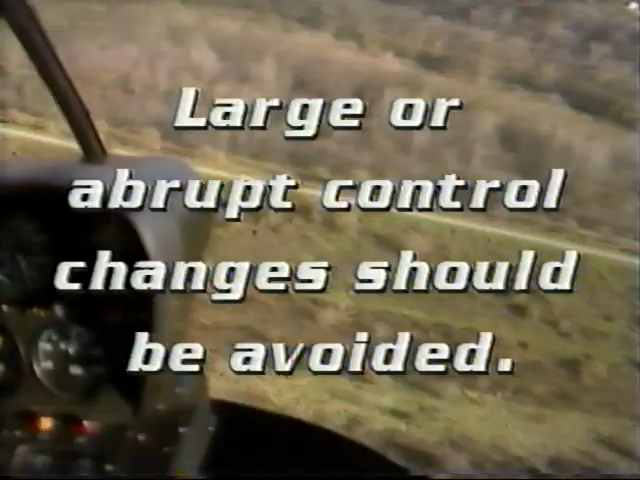 Large or
abrupt control
changes should
be avoided.